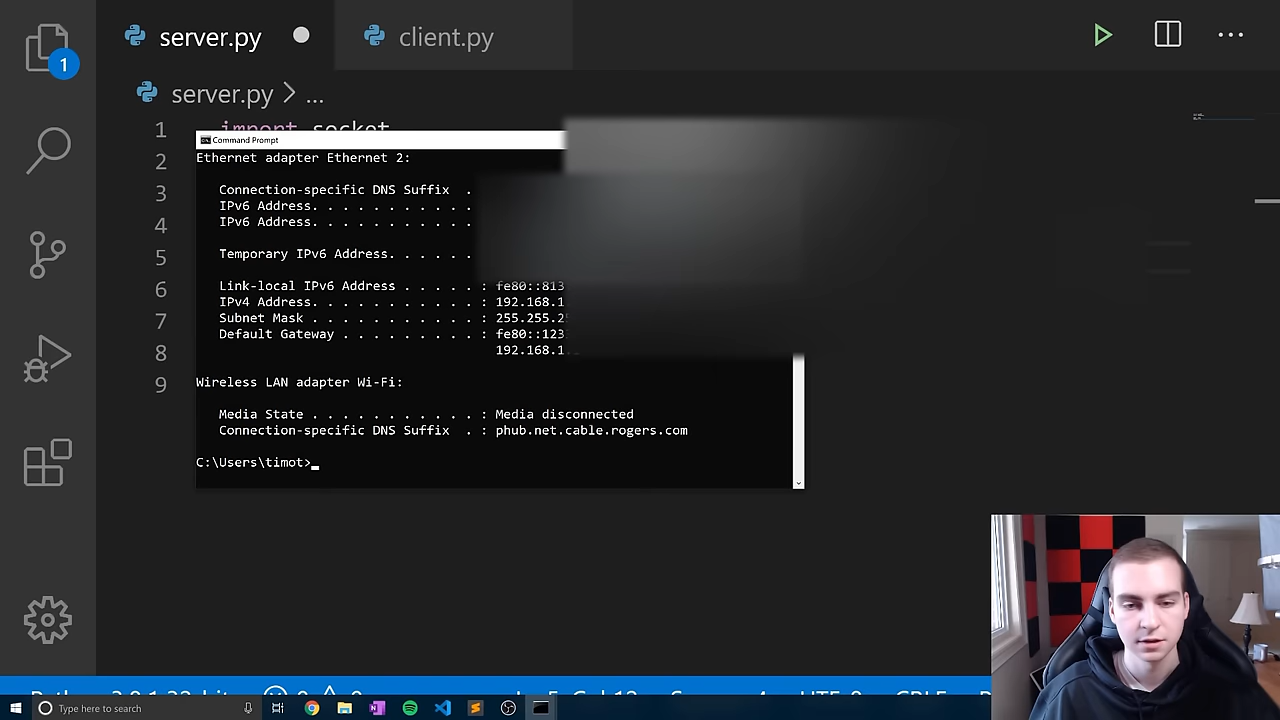 1
server.py
client.py
server.py > ...
1 import socket
2
3
4
5
6
7
8
9
Command Prompt
Ethernet adapter Ethernet 2:
Connection-specific DNS Suffix .
IPv6 Address. . . . . . . . . . .
IPv6 Address. . . . . . . . . . .
Temporary IPv6 Address. . . . . .
Link-local IPv6 Address . . . . . : fe80::813
IPv4 Address. . . . . . . . . . . : 192.168.1
Subnet Mask . . . . . . . . . . . : 255.255.25
Default Gateway . . . . . . . . . : fe80::123
192.168.1.
Wireless LAN adapter Wi-Fi:
Media State . . . . . . . . . . . : Media disconnected
Connection-specific DNS Suffix . : phub.net.cable.rogers.com
C:\Users\timot>
Type here to search